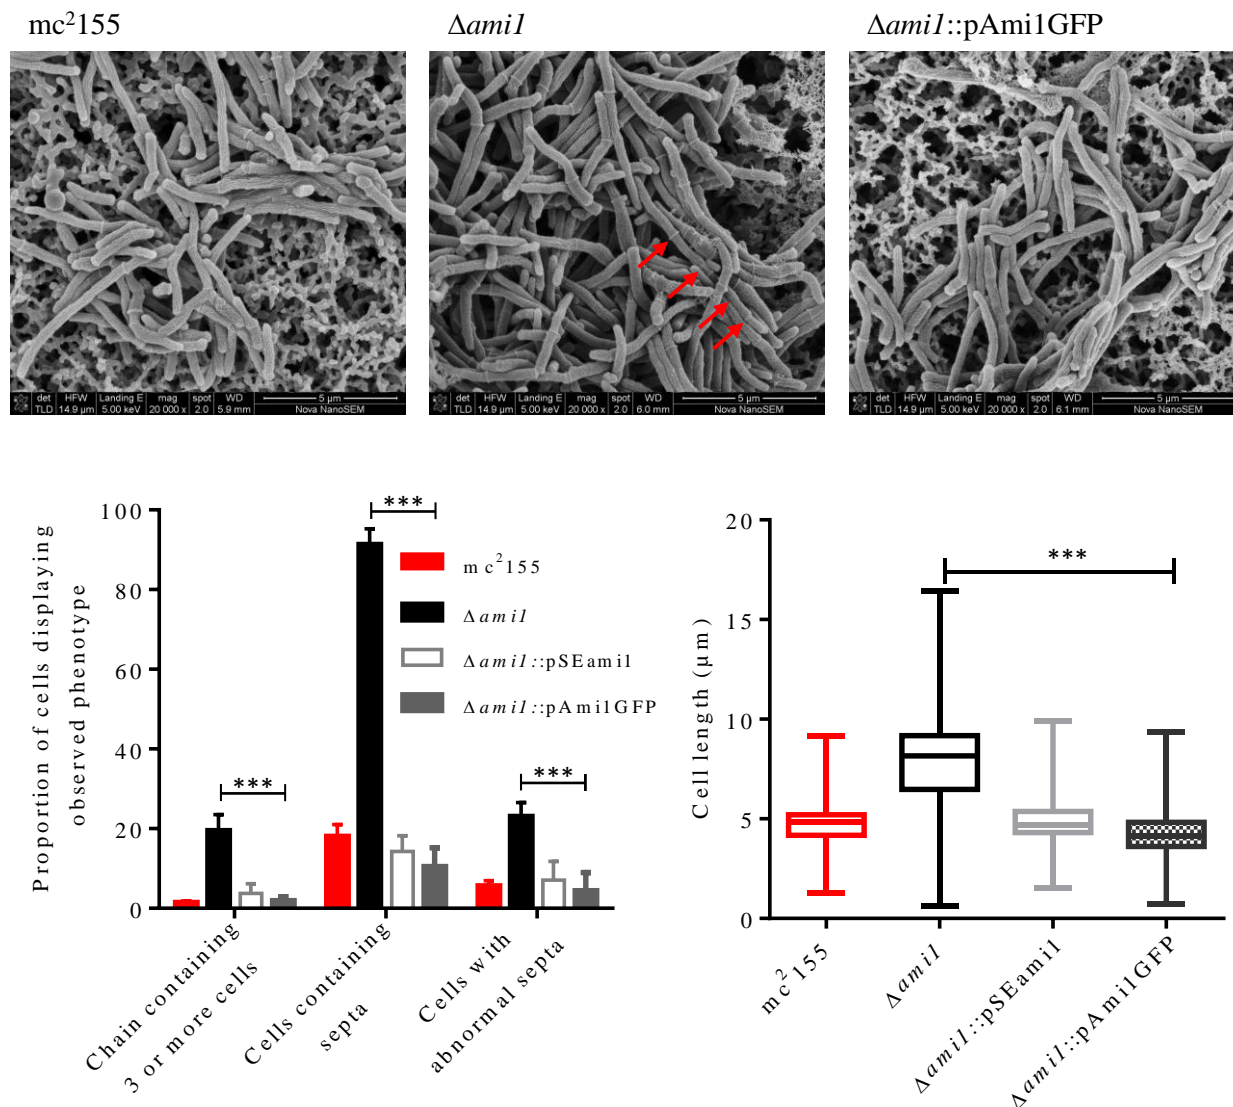 mc²155
Δami1
Δami1::pAmi1GFP
det HFW Landing E mag spot WD 5 µm
TLD 14.9 µm 5.00 keV 20 000 x 2.0 5.9 mm Nova NanoSEM
det HFW Landing E mag spot WD 5 µm
TLD 14.9 µm 5.00 keV 20 000 x 2.0 6.0 mm Nova NanoSEM
det HFW Landing E mag spot WD 5 µm
TLD 14.9 µm 5.00 keV 20 000 x 2.0 6.1 mm Nova NanoSEM
Proportion of cells displaying
observed phenotype
100
80
60
40
20
0
***
***
***
mc²155
Δami1
Δami1::pSEami1
Δami1::pAmi1GFP
Chain containing
3 or more cells
Cells containing
septa
Cells with
abnormal septa
Cell length (µm)
20
15
10
5
0
***
mc²155
Δami1
Δami1::pSEami1
Δami1::pAmi1GFP